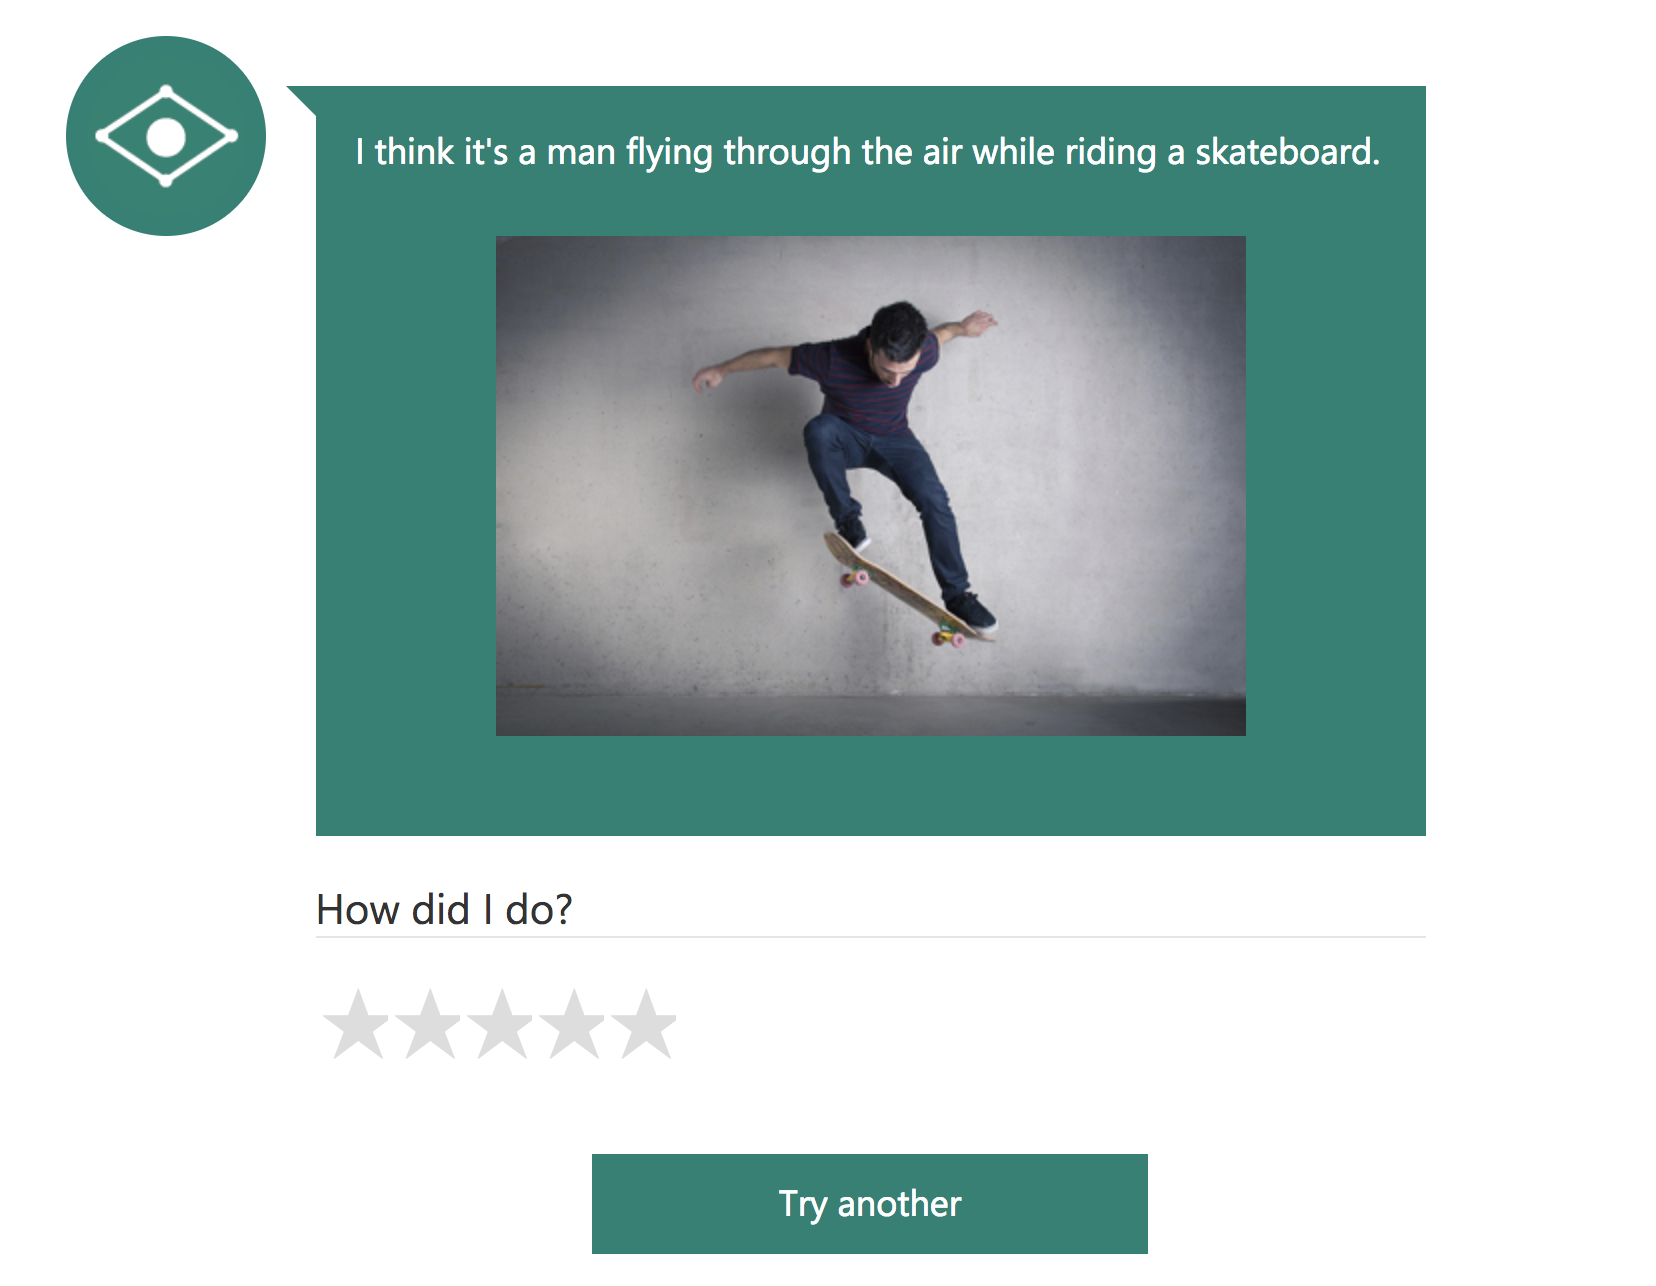 I think it's a man flying through the air while riding a skateboard.
How did I do?
Try another